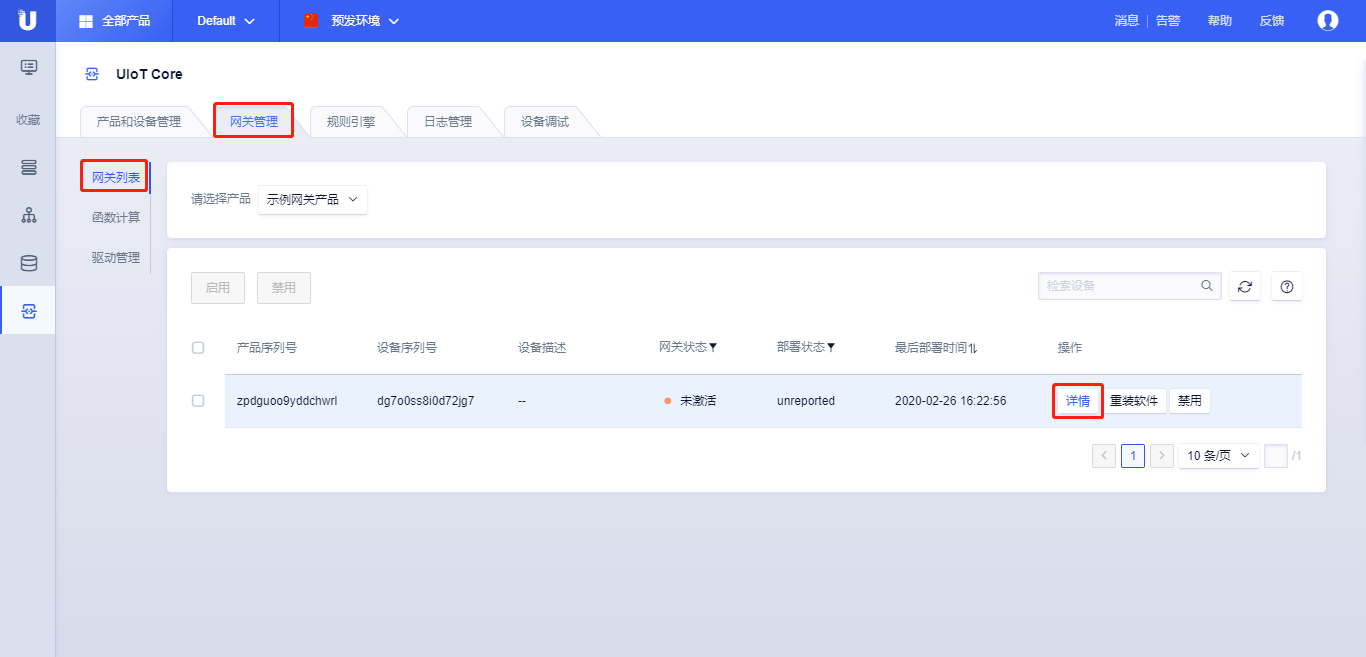 全部产品 Default 预发环境 消息 告警 帮助 反馈
UIoT Core
收藏
产品和设备管理 网关管理 规则引擎 日志管理 设备调试
网关列表
函数计算
驱动管理
请选择产品 示例网关产品
启用 禁用 检索设备
产品序列号 设备序列号 设备描述 网关状态 部署状态 最后部署时间 操作
zpdguoo9yddchwrl dg7o0ss8i0d72jg7 -- 未激活 unreported 2020-02-26 16:22:56 详情 重装软件 禁用
1 10 条/页 /1